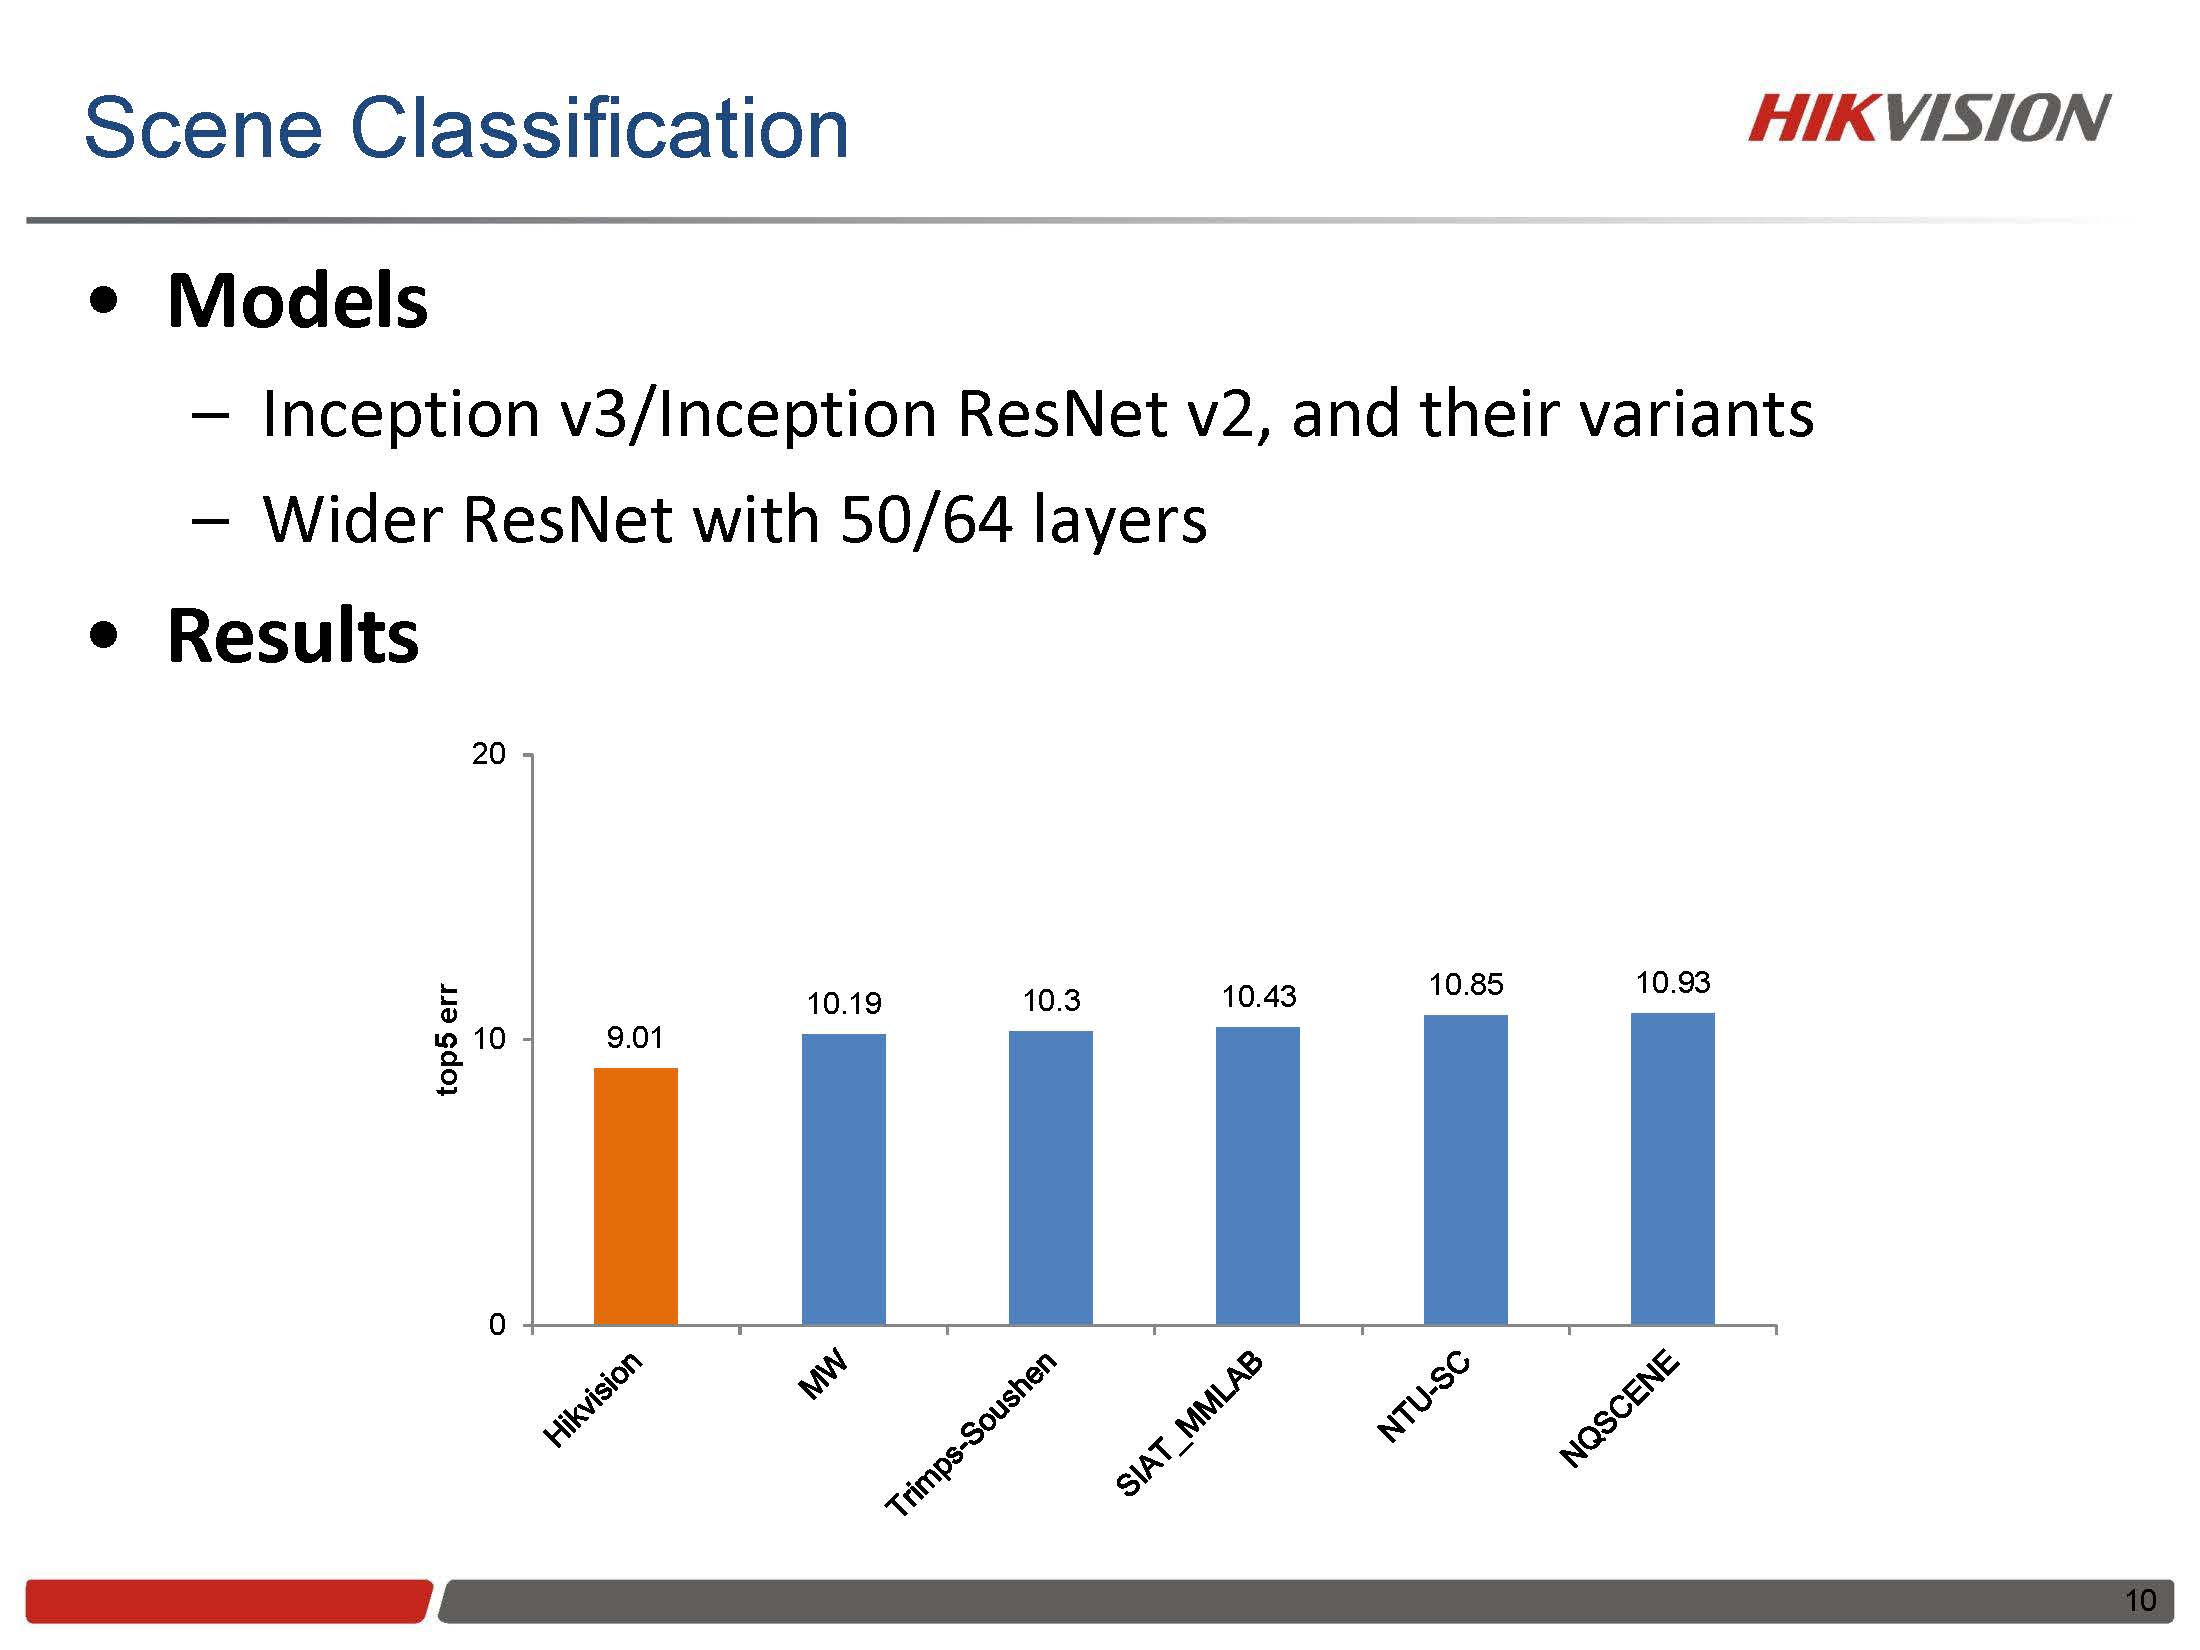 Scene Classification
HIKVISION
• Models
– Inception v3/Inception ResNet v2, and their variants
– Wider ResNet with 50/64 layers
• Results
20
10
0
top5 err
9.01
10.19
10.3
10.43
10.85
10.93
Hikvision
MW
Trimps-Soushen
SIAT_MMLAB
NTU-SC
NQSCENE
10